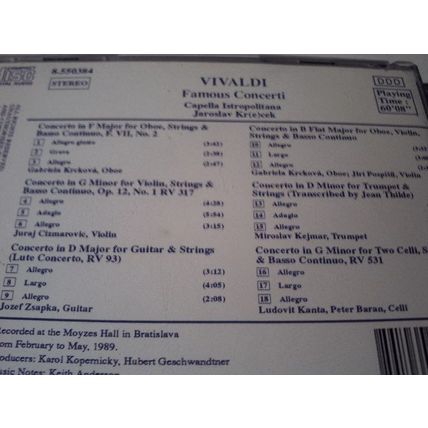 DISC
8.550384
STEREO
VIVALDI
Famous Concerti
Capella Istropolitana
Jaroslav Krček
DDD
Playing
Time :
60'08"
Concerto in F Major for Oboe, Strings &
Basso Continuo, F. VII, No. 2
1 Allegro giusto (3:43)
2 Grave (2:38)
3 Allegro (2:47)
Gabriela Krcková, Oboe
Concerto in G Minor for Violin, Strings &
Basso Continuo, Op. 12, No. 1 RV 317
4 Allegro (4:28)
5 Adagio (5:54)
6 Allegro (3:15)
Juraj Cizmarovic, Violin
Concerto in D Major for Guitar & Strings
(Lute Concerto, RV 93)
7 Allegro (3:12)
8 Largo (4:05)
9 Allegro (2:08)
Jozef Zsapka, Guitar
Concerto in B Flat Major for Oboe, Violin,
Strings & Basso Continuo
10 Allegro
11 Largo
12 Allegro
Gabriela Krcková, Oboe; Jiri Pospisil, Violin
Concerto in D Minor for Trumpet &
Strings (Transcribed by Jean Thilde)
13 Allegro
14 Adagio
15 Allegro
Miroslav Kejmar, Trumpet
Concerto in G Minor for Two Celli, S
& Basso Continuo, RV 531
16 Allegro
17 Largo
18 Allegro
Ludovit Kanta, Peter Baran, Celli
Recorded at the Moyzes Hall in Bratislava
from February to May, 1989.
oducers: Karol Kopernicky, Hubert Geschwandtner
usic Notes: Keith Anderson